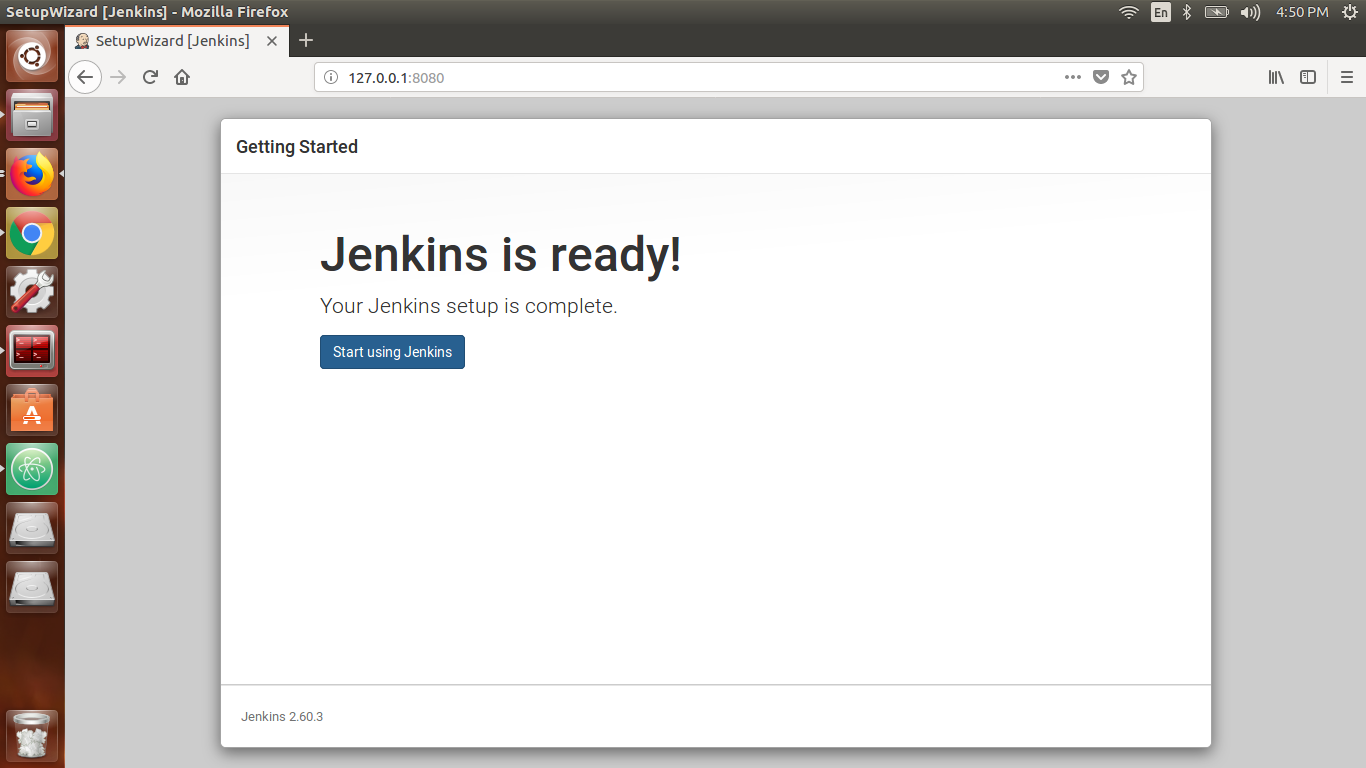 SetupWizard [Jenkins] - Mozilla Firefox
En
4:50 PM
SetupWizard [Jenkins]
127.0.0.1:8080
Getting Started
Jenkins is ready!
Your Jenkins setup is complete.
Start using Jenkins
Jenkins 2.60.3